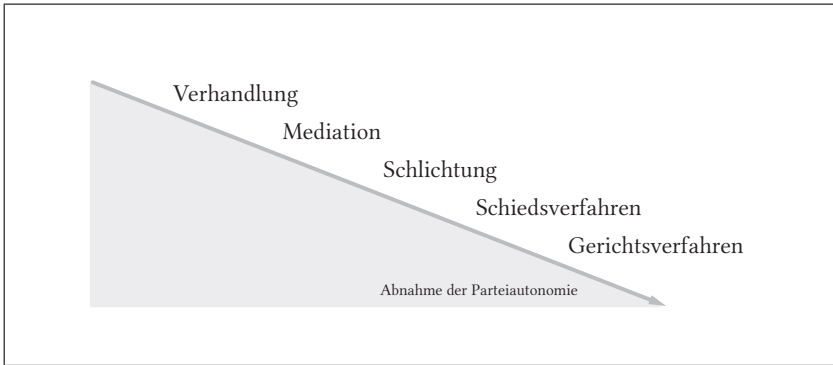 Verhandlung
Mediation
Schlichtung
Schiedsverfahren
Gerichtsverfahren
Abnahme der Parteiautonomie